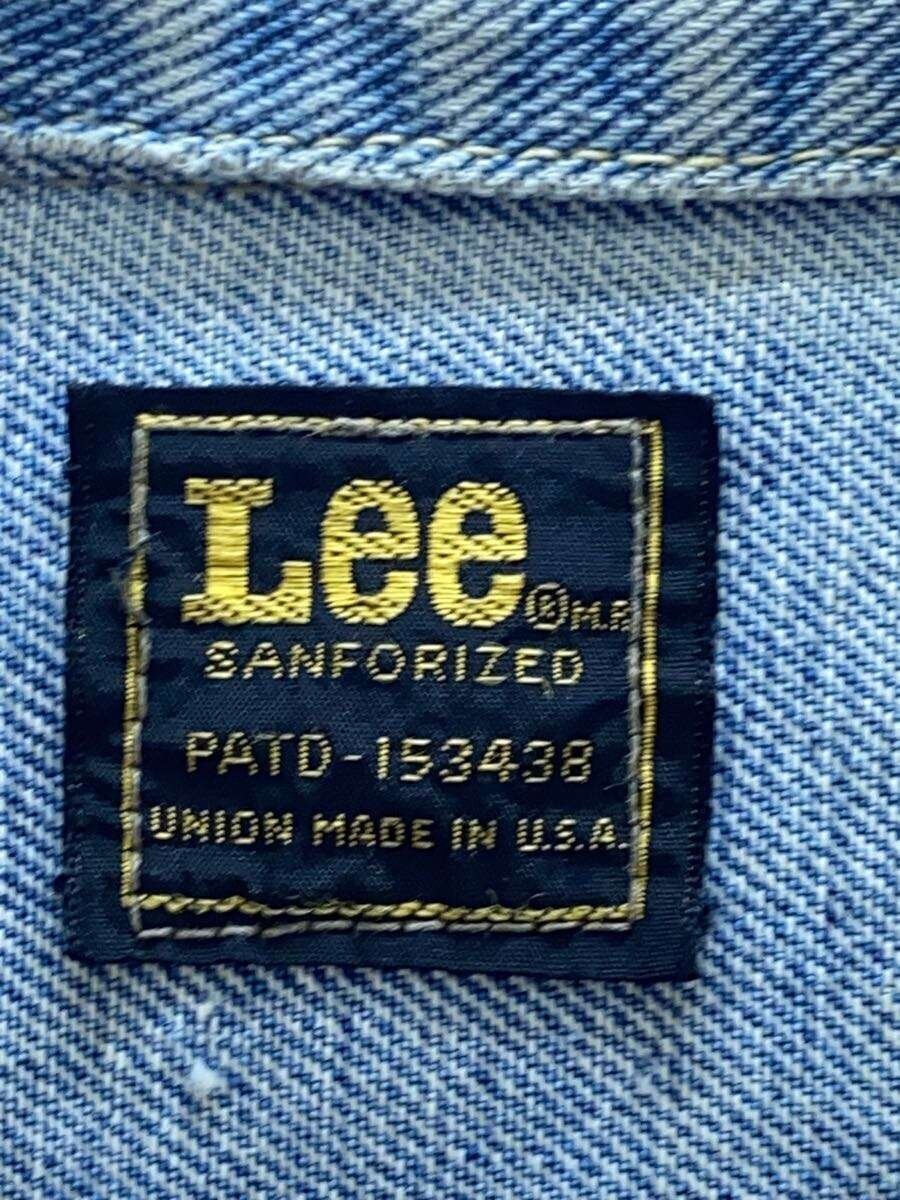 Lee ® M.R.
SANFORIZED
PATD-153438
UNION MADE IN U.S.A.